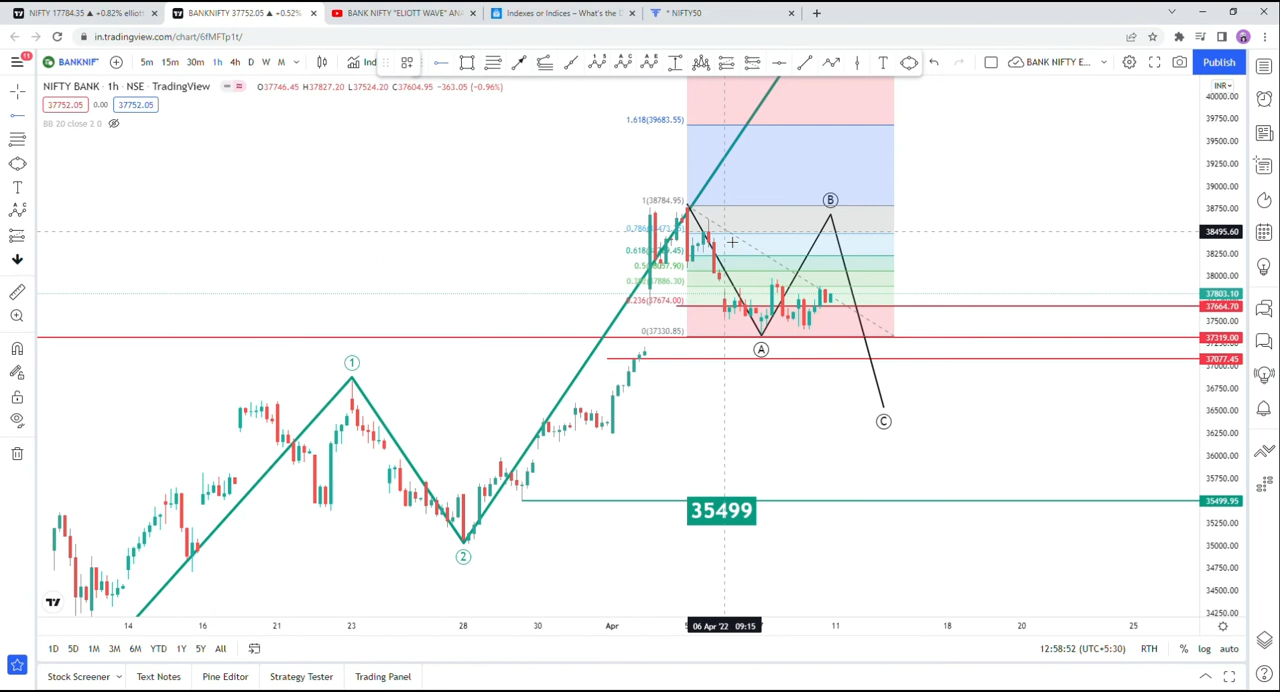 NIFTY 17784.35 ▲ +0.82% elliot
BANKNIFTY 37752.05 ▲ +0.52%
BANK NIFTY "ELIOTT WAVE" ANA
Indexes or Indices – What's the D
* NIFTY50
in.tradingview.com/chart/6fMFTp1t/
11
BANKNIF
5m 15m 30m 1h 4h D W M
Ind
BANK NIFTY E...
Publish
NIFTY BANK · 1h · NSE · TradingView
O37746.45 H37827.20 L37524.20 C37604.95 −363.05 (−0.96%)
INR
37752.05 0.00 37752.05
BB 20 close 2 0
40000.00
39750.00
39500.00
39250.00
39000.00
38750.00
38495.60
38250.00
38000.00
37803.10
37664.70
37500.00
37319.00
37077.45
36750.00
36500.00
36250.00
36000.00
35750.00
35499.95
35250.00
35000.00
34750.00
34500.00
34250.00
1.618(39683.55)
1(38784.95)
0.236(37674.00)
0(37330.85)
B
A
C
1
2
35499
14 16 21 23 28 30 Apr 06 Apr '22 09:15 11 18 20 25
1D 5D 1M 3M 6M YTD 1Y 5Y All
12:58:52 (UTC+5:30) RTH % log auto
Stock Screener Text Notes Pine Editor Strategy Tester Trading Panel